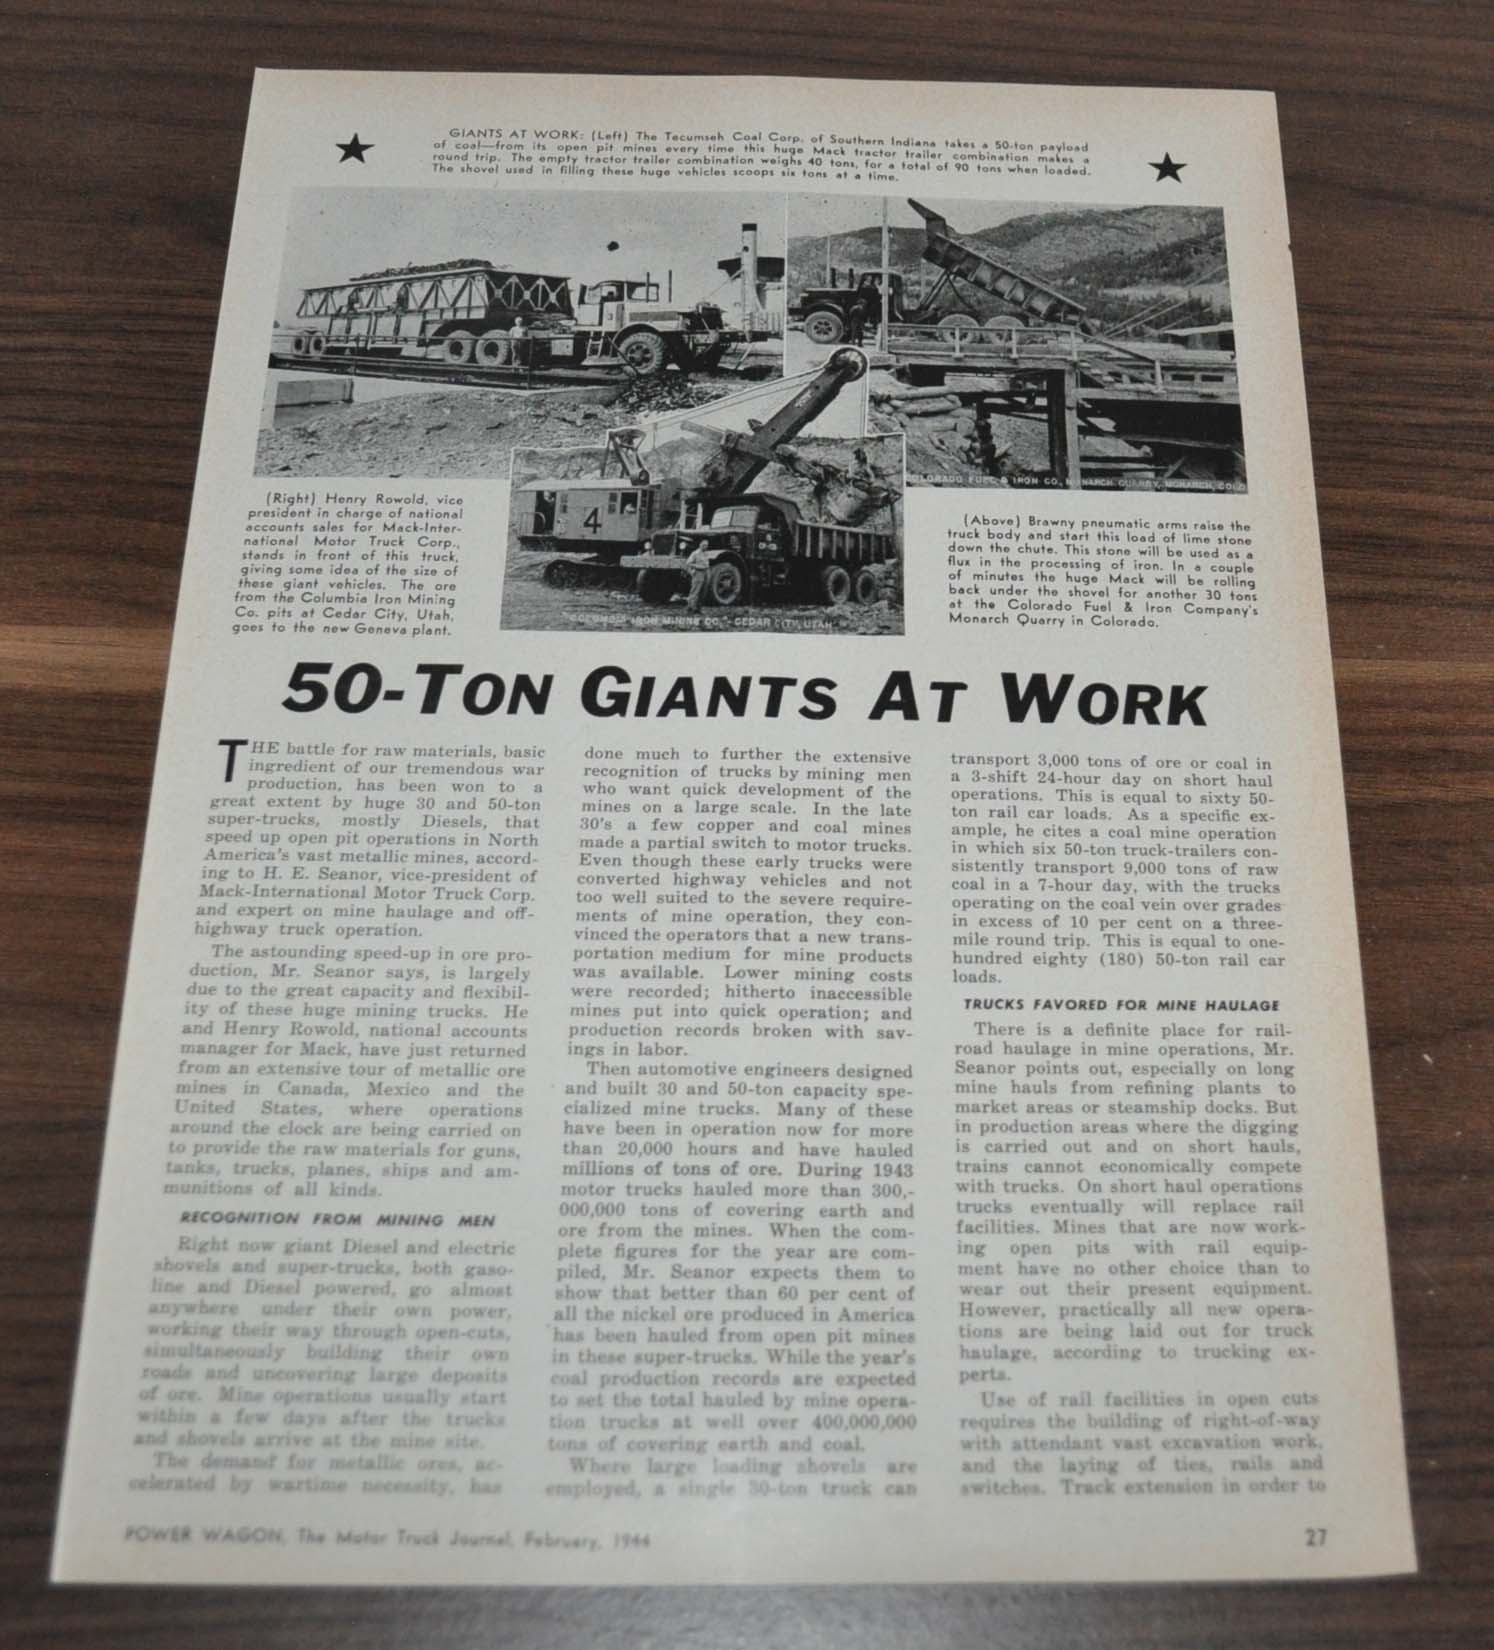 GIANTS AT WORK: (Left) The Tecumseh Coal Corp. of Southern Indiana takes a 50-ton payload
of coal—from its open pit mines every time this huge Mack tractor trailer combination makes a
round trip. The empty tractor trailer combination weighs 40 tons, for a total of 90 tons when loaded.
The shovel used in filling these huge vehicles scoops six tons at a time.
COLORADO FUEL & IRON CO., MONARCH QUARRY, MONARCH, COLO
4
COLUMBIA IRON MINING CO. - CEDAR CITY, UTAH
(Right) Henry Rowold, vice
president in charge of national
accounts sales for Mack-Inter-
national Motor Truck Corp.,
stands in front of this truck,
giving some idea of the size of
these giant vehicles. The ore
from the Columbia Iron Mining
Co. pits at Cedar City, Utah,
goes to the new Geneva plant.
(Above) Brawny pneumatic arms raise the
truck body and start this load of lime stone
down the chute. This stone will be used as a
flux in the processing of iron. In a couple
of minutes the huge Mack will be rolling
back under the shovel for another 30 tons
at the Colorado Fuel & Iron Company's
Monarch Quarry in Colorado.
50-TON GIANTS AT WORK
THE battle for raw materials, basic
ingredient of our tremendous war
production, has been won to a
great extent by huge 30 and 50-ton
super-trucks, mostly Diesels, that
speed up open pit operations in North
America's vast metallic mines, accord-
ing to H. E. Seanor, vice-president of
Mack-International Motor Truck Corp.
and expert on mine haulage and off-
highway truck operation.
The astounding speed-up in ore pro-
duction, Mr. Seanor says, is largely
due to the great capacity and flexibil-
ity of these huge mining trucks. He
and Henry Rowold, national accounts
manager for Mack, have just returned
from an extensive tour of metallic ore
mines in Canada, Mexico and the
United States, where operations
around the clock are being carried on
to provide the raw materials for guns,
tanks, trucks, planes, ships and am-
munitions of all kinds.
RECOGNITION FROM MINING MEN
Right now giant Diesel and electric
shovels and super-trucks, both gaso-
line and Diesel powered, go almost
anywhere under their own power,
working their way through open-cuts,
simultaneously building their own
roads and uncovering large deposits
of ore. Mine operations usually start
within a few days after the trucks
and shovels arrive at the mine site.
The demand for metallic ores, ac-
celerated by wartime necessity, has
done much to further the extensive
recognition of trucks by mining men
who want quick development of the
mines on a large scale. In the late
30's a few copper and coal mines
made a partial switch to motor trucks.
Even though these early trucks were
converted highway vehicles and not
too well suited to the severe require-
ments of mine operation, they con-
vinced the operators that a new trans-
portation medium for mine products
was available. Lower mining costs
were recorded; hitherto inaccessible
mines put into quick operation; and
production records broken with sav-
ings in labor.
Then automotive engineers designed
and built 30 and 50-ton capacity spe-
cialized mine trucks. Many of these
have been in operation now for more
than 20,000 hours and have hauled
millions of tons of ore. During 1943
motor trucks hauled more than 300,-
000,000 tons of covering earth and
ore from the mines. When the com-
plete figures for the year are com-
piled, Mr. Seanor expects them to
show that better than 60 per cent of
all the nickel ore produced in America
has been hauled from open pit mines
in these super-trucks. While the year's
coal production records are expected
to set the total hauled by mine opera-
tion trucks at well over 400,000,000
tons of covering earth and coal.
Where large loading shovels are
employed, a single 30-ton truck can
transport 3,000 tons of ore or coal in
a 3-shift 24-hour day on short haul
operations. This is equal to sixty 50-
ton rail car loads. As a specific ex-
ample, he cites a coal mine operation
in which six 50-ton truck-trailers con-
sistently transport 9,000 tons of raw
coal in a 7-hour day, with the trucks
operating on the coal vein over grades
in excess of 10 per cent on a three-
mile round trip. This is equal to one-
hundred eighty (180) 50-ton rail car
loads.
TRUCKS FAVORED FOR MINE HAULAGE
There is a definite place for rail-
road haulage in mine operations, Mr.
Seanor points out, especially on long
mine hauls from refining plants to
market areas or steamship docks. But
in production areas where the digging
is carried out and on short hauls,
trains cannot economically compete
with trucks. On short haul operations
trucks eventually will replace rail
facilities. Mines that are now work-
ing open pits with rail equip-
ment have no other choice than to
wear out their present equipment.
However, practically all new opera-
tions are being laid out for truck
haulage, according to trucking ex-
perts.
Use of rail facilities in open cuts
requires the building of right-of-way
with attendant vast excavation work,
and the laying of ties, rails and
switches. Track extension in order to
POWER WAGON, The Motor Truck Journal, February, 1944
27